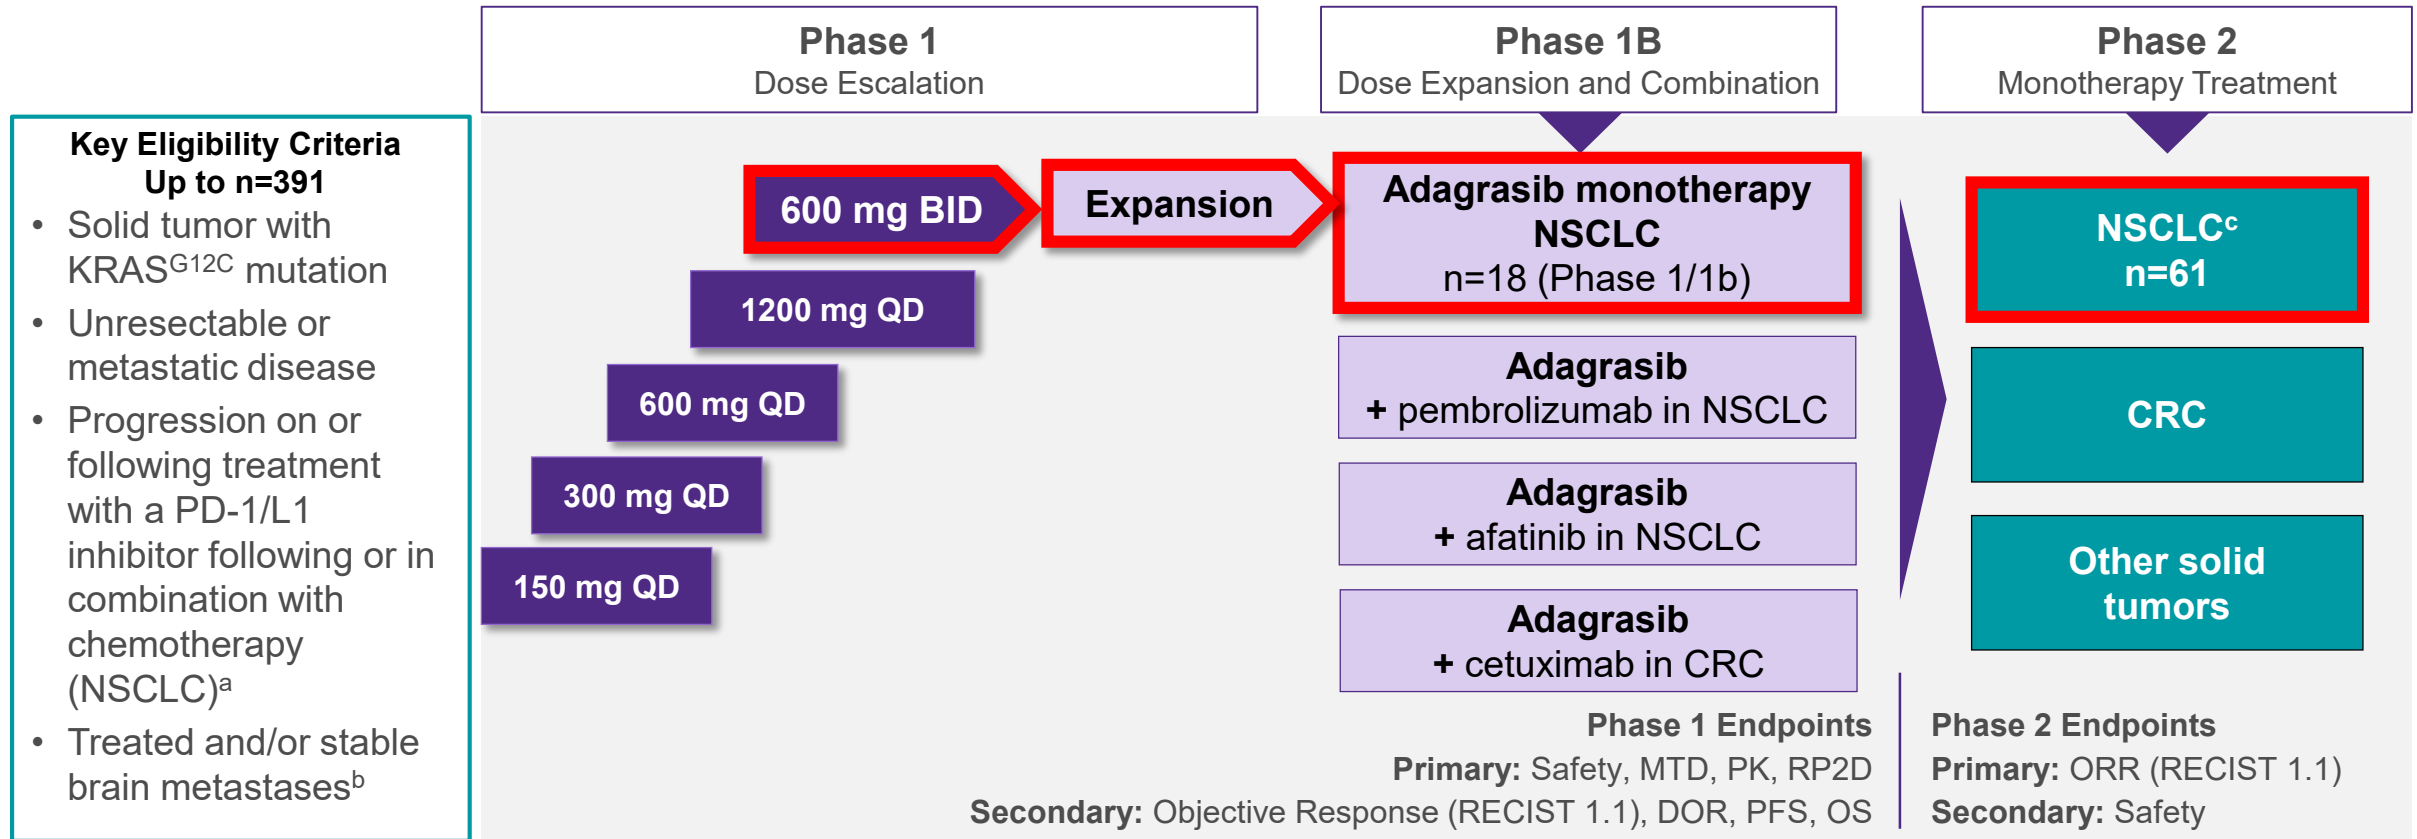 Phase 1
Dose Escalation
Phase 1B
Dose Expansion and Combination
Phase 2
Monotherapy Treatment
Key Eligibility Criteria
Up to n=391
• Solid tumor with
KRASG12C mutation
• Unresectable or
metastatic disease
• Progression on or
following treatment
with a PD-1/L1
inhibitor following or in
combination with
chemotherapy
(NSCLC)a
• Treated and/or stable
brain metastasesb
600 mg BID
Expansion
1200 mg QD
600 mg QD
300 mg QD
150 mg QD
Adagrasib monotherapy
NSCLC
n=18 (Phase 1/1b)
Adagrasib
+ pembrolizumab in NSCLC
Adagrasib
+ afatinib in NSCLC
Adagrasib
+ cetuximab in CRC
NSCLCc
n=61
CRC
Other solid
tumors
Phase 1 Endpoints
Primary: Safety, MTD, PK, RP2D
Secondary: Objective Response (RECIST 1.1), DOR, PFS, OS
Phase 2 Endpoints
Primary: ORR (RECIST 1.1)
Secondary: Safety